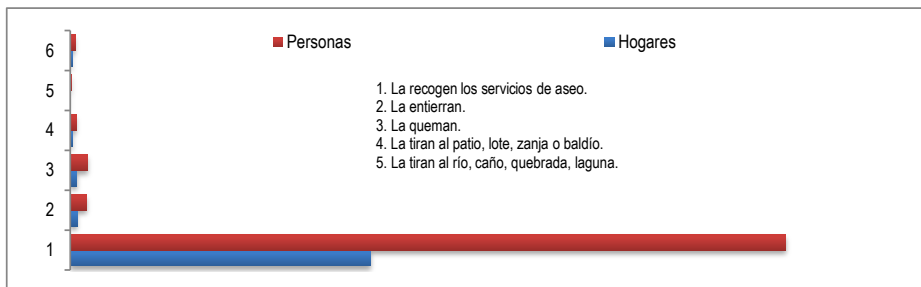 Personas
Hogares
6
5
4
3
2
1
1. La recogen los servicios de aseo.
2. La entierran.
3. La queman.
4. La tiran al patio, lote, zanja o baldío.
5. La tiran al río, caño, quebrada, laguna.